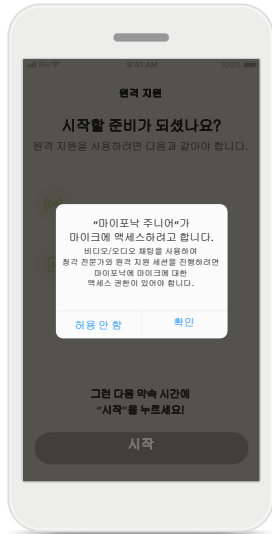 PH 9:41 AM 100%
원격 지원
시작할 준비가 되셨나요?
원격 지원을 사용하려면 다음과 같아야 합니다.
“마이포낙 주니어”가
마이크에 액세스하려고 합니다.
비디오/오디오 채팅을 사용하여
청각 전문가와 원격 지원 세션을 진행하려면
마이포낙에 마이크에 대한
액세스 권한이 있어야 합니다.
허용 안 함
확인
그런 다음 약속 시간에
“시작”을 누르세요!
시작